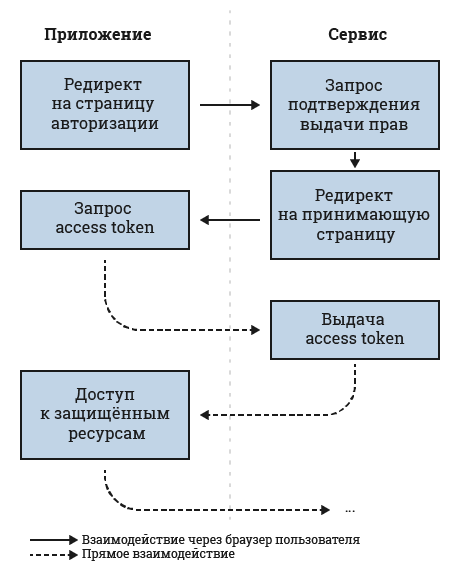 Приложение
Сервис
Редирект
на страницу
авторизации
Запрос
подтверждения
выдачи прав
Редирект
на принимающую
страницу
Запрос
access token
Выдача
access token
Доступ
к защищённым
ресурсам
...
Взаимодействие через браузер пользователя
Прямое взаимодействие